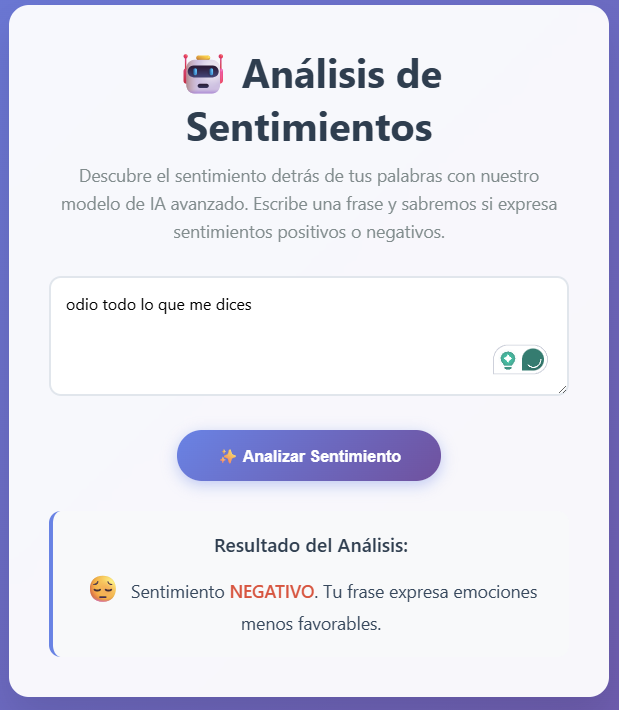 Análisis de
Sentimientos
Descubre el sentimiento detrás de tus palabras con nuestro
modelo de IA avanzado. Escribe una frase y sabremos si expresa
sentimientos positivos o negativos.
odio todo lo que me dices
✨ Analizar Sentimiento
Resultado del Análisis:
Sentimiento NEGATIVO. Tu frase expresa emociones
menos favorables.